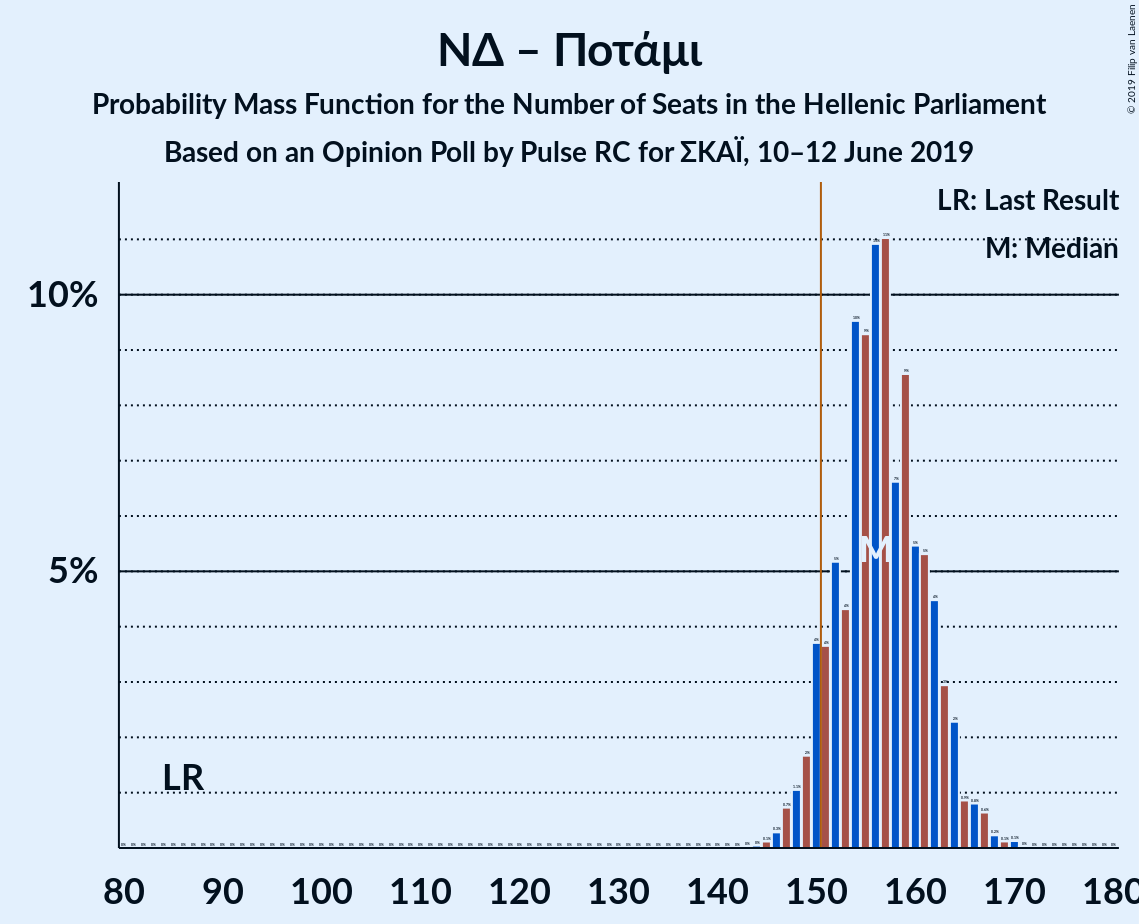 ΝΔ – Ποτάμι
Probability Mass Function for the Number of Seats in the Hellenic Parliament
Based on an Opinion Poll by Pulse RC for ΣΚΑΪ, 10–12 June 2019
© 2019 Filip van Laenen
LR: Last Result
M: Median
10%
5%
M
LR
80 90 100 110 120 130 140 150 160 170 180